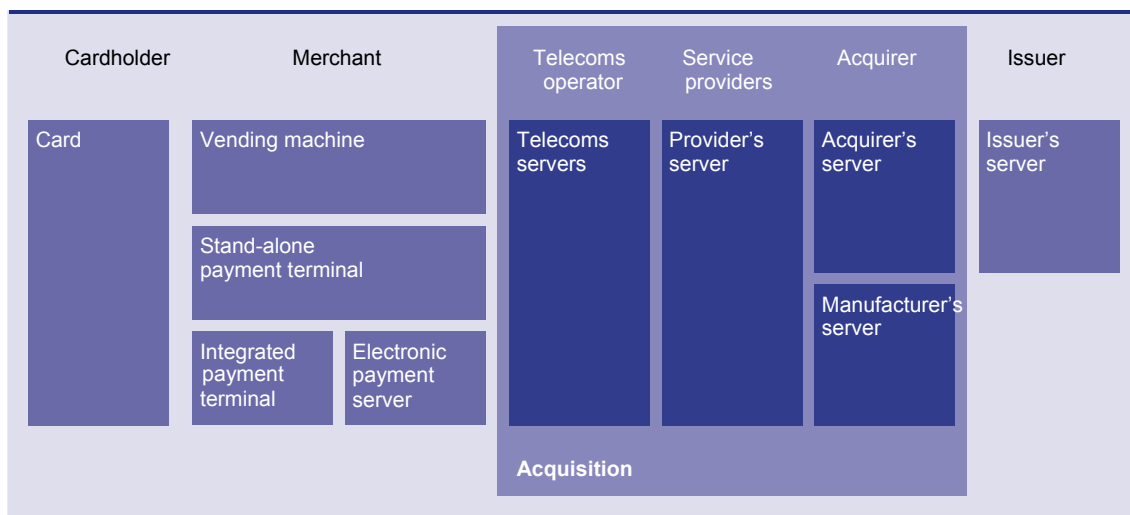 Cardholder
Merchant
Telecoms
operator
Service
providers
Acquirer
Issuer
Card
Vending machine
Stand-alone
payment terminal
Integrated
payment
terminal
Electronic
payment
server
Telecoms
servers
Provider's
server
Acquirer's
server
Manufacturer's
server
Issuer's
server
Acquisition